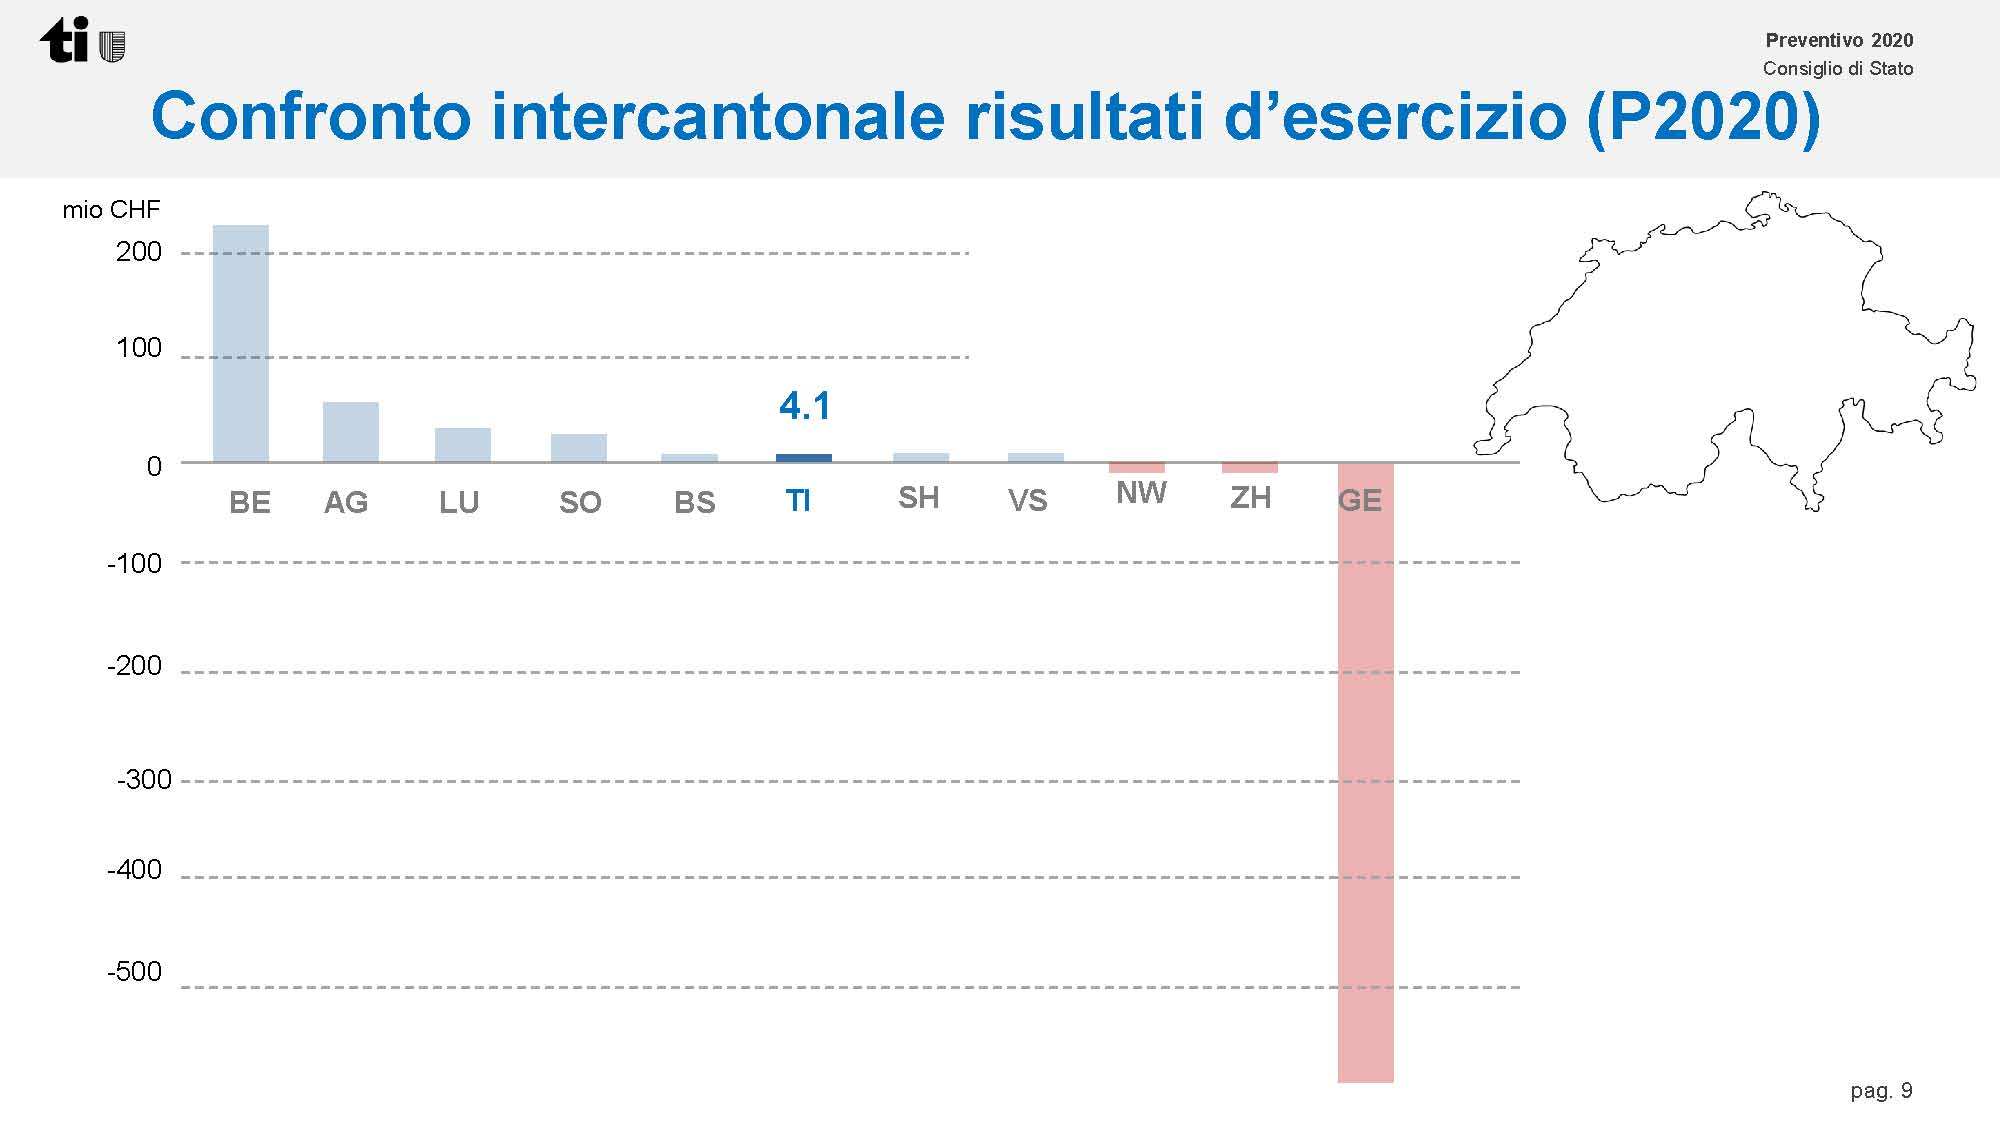 ti
Preventivo 2020
Consiglio di Stato
Confronto intercantonale risultati d’esercizio (P2020)
mio CHF
200
100
4.1
0
BE AG LU SO BS TI SH VS NW ZH GE
-100
-200
-300
-400
-500
pag. 9